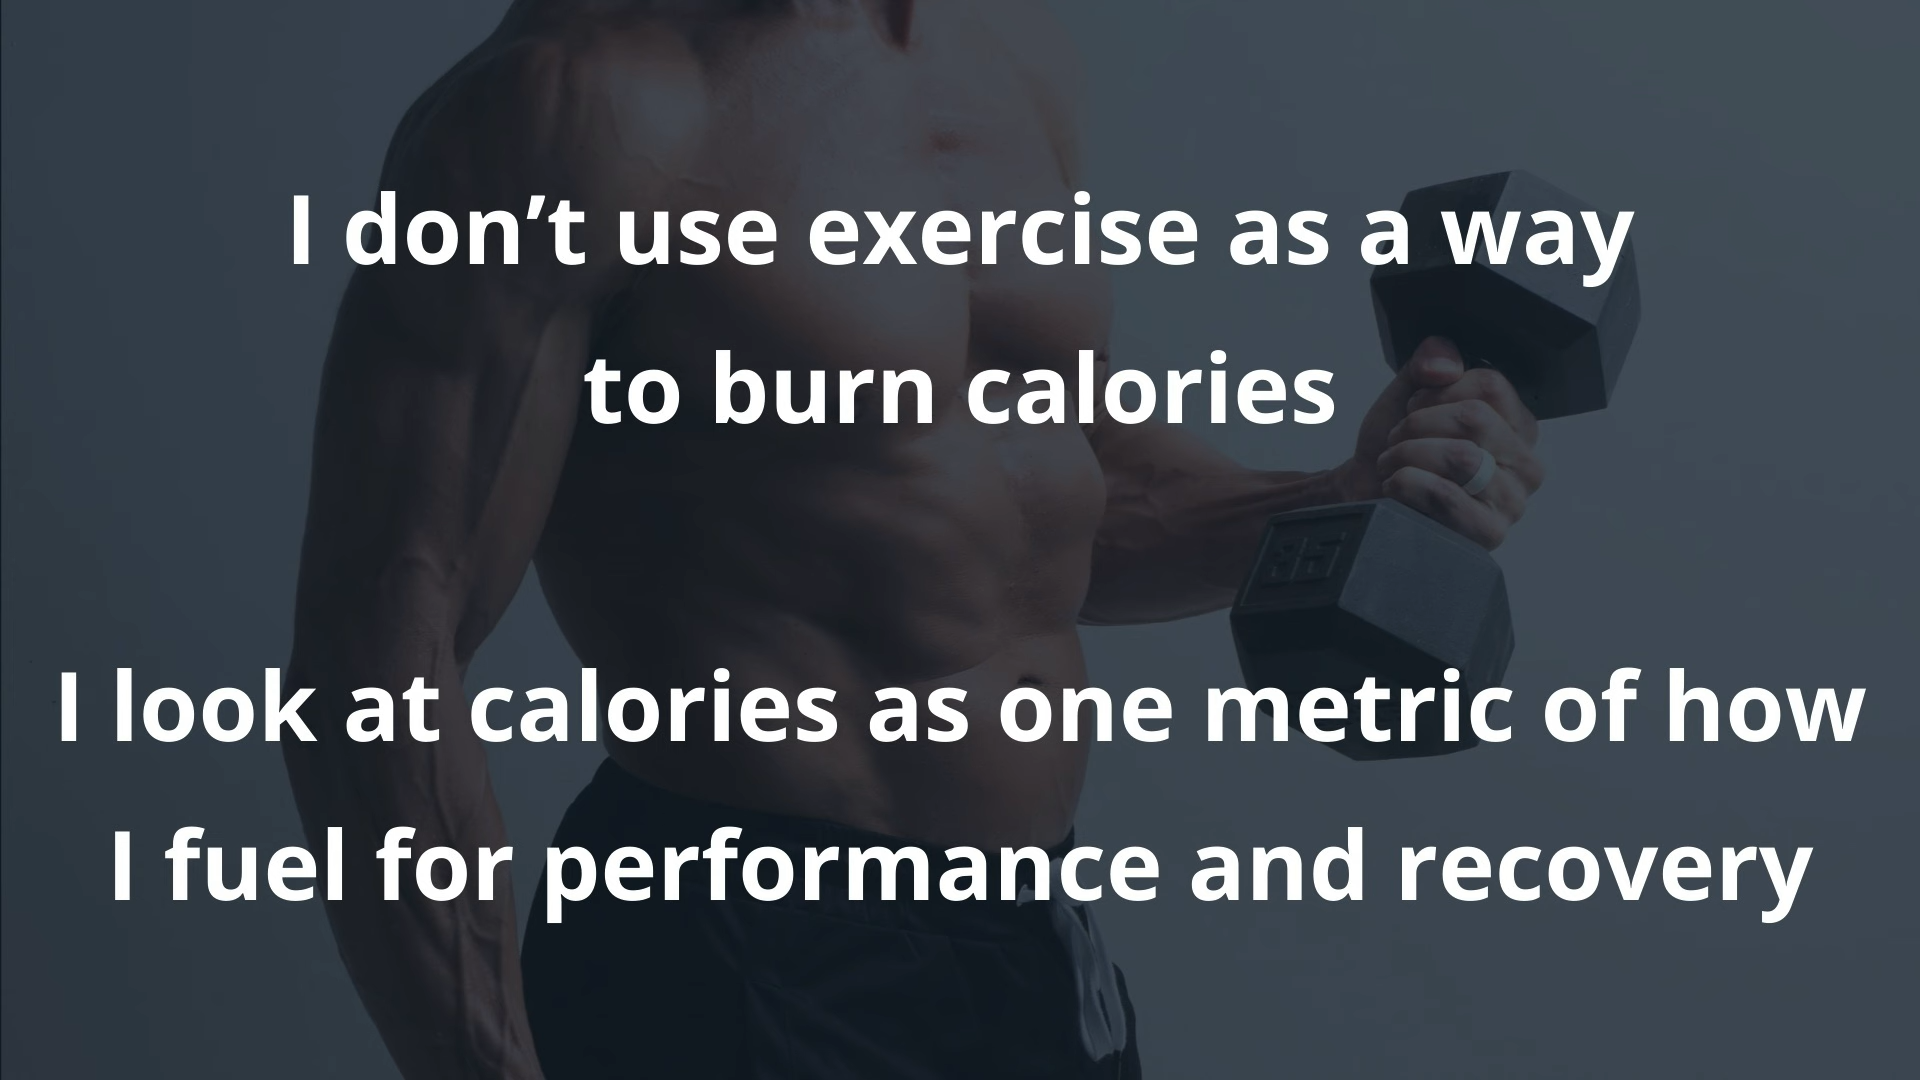 I don’t use exercise as a way
to burn calories
I look at calories as one metric of how
I fuel for performance and recovery